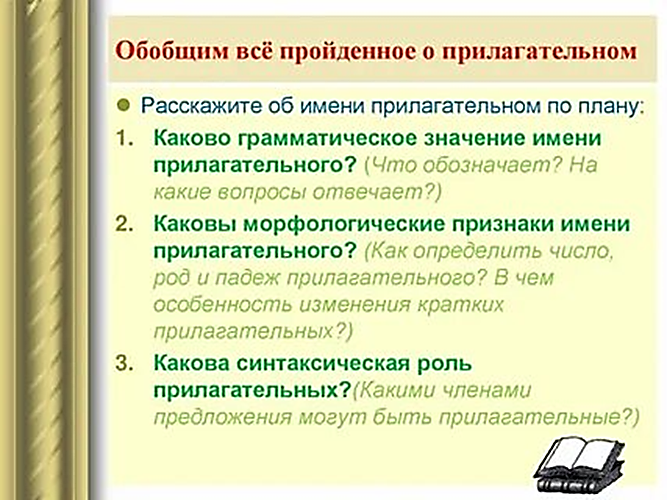 Обобщим всё пройденное о прилагательном
Расскажите об имени прилагательном по плану:
1. Каково грамматическое значение имени
прилагательного? (Что обозначает? На
какие вопросы отвечает?)
2. Каковы морфологические признаки имени
прилагательного? (Как определить число,
род и падеж прилагательного? В чем
особенность изменения кратких
прилагательных?)
3. Какова синтаксическая роль
прилагательных?(Какими членами
предложения могут быть прилагательные?)